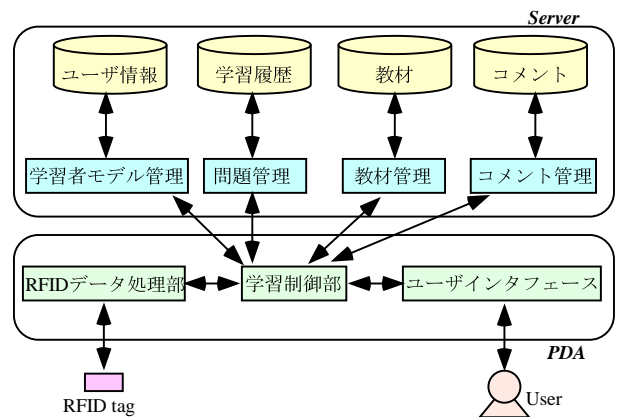 Server
ユーザ情報
学習履歴
教材
コメント
学習者モデル管理
問題管理
教材管理
コメント管理
RFIDデータ処理部
学習制御部
ユーザインタフェース
PDA
RFID tag
User